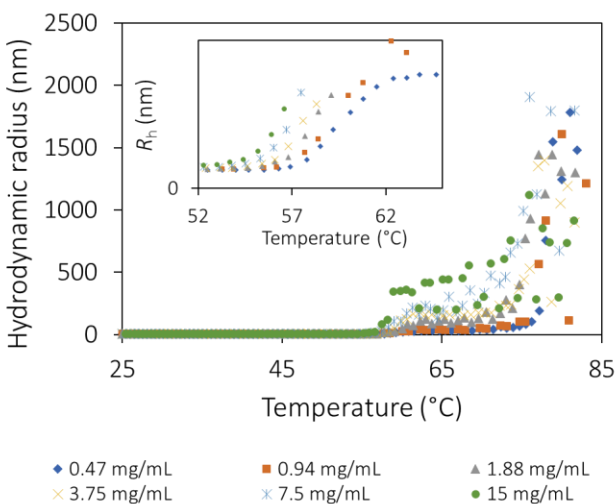 2500
2000
1500
1000
500
0
Hydrodynamic radius (nm)
25 45 65 85
Temperature (°C)
Rh (nm)
0
52 57 62
Temperature (°C)
0.47 mg/mL 0.94 mg/mL 1.88 mg/mL
3.75 mg/mL 7.5 mg/mL 15 mg/mL